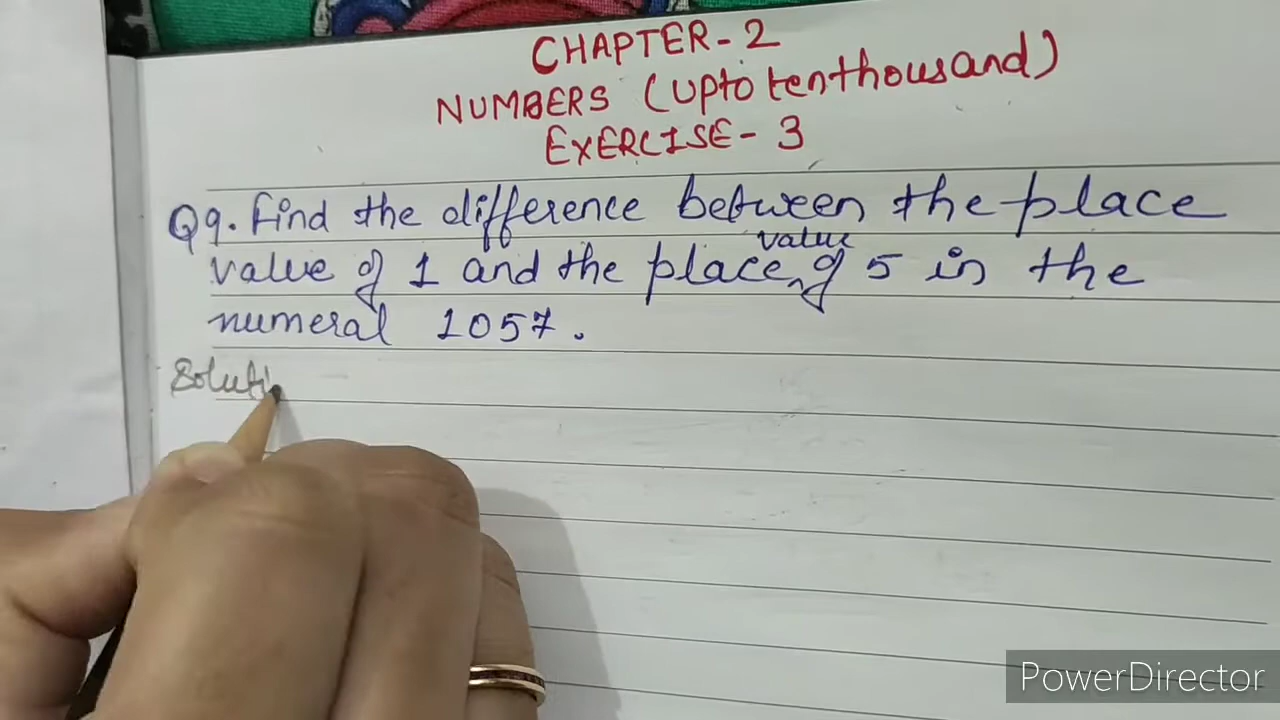 CHAPTER-2
NUMBERS (upto tenthousand)
EXERCISE-3
Q9. Find the difference between the place
value of 1 and the place value of 5 in the
numeral 1057.
Soluti
PowerDirector